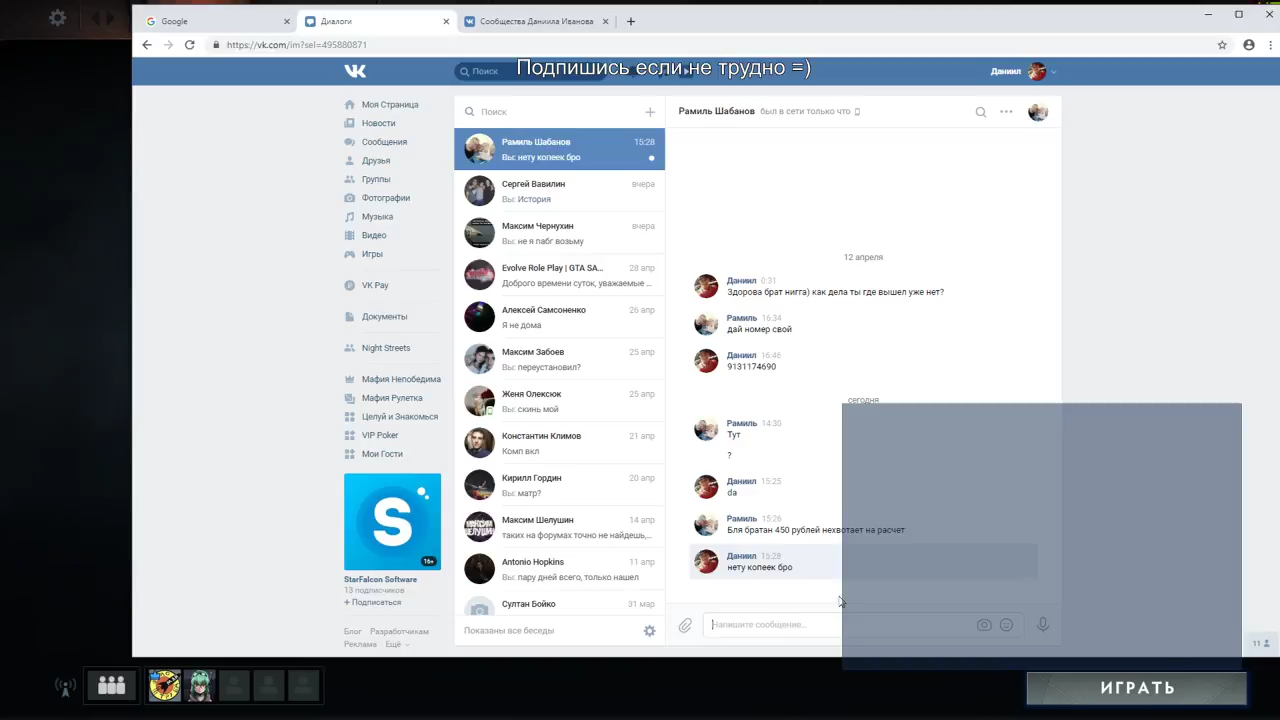 Google
Диалоги
Сообщества Даниила Иванова
https://vk.com/im?sel=495880871
Поиск
Подпишись если не трудно =)
Даниил
Моя Страница
Новости
Сообщения
Друзья
Группы
Фотографии
Музыка
Видео
Игры
VK Pay
Документы
Night Streets
Мафия Непобедима
Мафия Рулетка
Целуй и Знакомься
VIP Poker
Мои Гости
S
16+
StarFalcon Software
13 подписчиков
+ Подписаться
Блог Разработчикам
Реклама Ещё
Поиск
Рамиль Шабанов 15:28
Вы: нету копеек бро
Сергей Вавилин вчера
Вы: История
Максим Чернухин вчера
Вы: не я пабг возьму
Evolve Role Play | GTA SA... 28 апр
Доброго времени суток, уважаемые ...
Алексей Самсоненко 26 апр
Я не дома
Максим Забоев 25 апр
Вы: переустановил?
Женя Олексюк 25 апр
Вы: скинь мой
Константин Климов 21 апр
Комп вкл
Кирилл Гордин 20 апр
Вы: матр?
Максим Шелушин 14 апр
таких на форумах точно не найдешь,...
Antonio Hopkins 11 апр
Вы: пару дней всего, только нашел
Султан Бойко 31 мар
Показаны все беседы
Рамиль Шабанов был в сети только что
12 апреля
Даниил 0:31
Здорова брат нигга) как дела ты где вышел уже нет?
Рамиль 16:34
дай номер свой
Даниил 16:46
9131174690
сегодня
Рамиль 14:30
Тут
?
Даниил 15:25
da
Рамиль 15:26
Бля братан 450 рублей нехвотает на расчет
Даниил 15:28
нету копеек бро
Напишите сообщение...
11
ИГРАТЬ